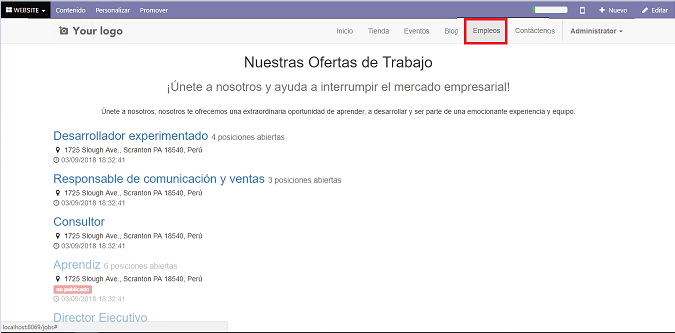 WEBSITE Contenido Personalizar Promover Nuevo Editar
Your logo Inicio Tienda Eventos Blog Empleos Contáctenos Administrator
Nuestras Ofertas de Trabajo
¡Únete a nosotros y ayuda a interrumpir el mercado empresarial!
Únete a nosotros, nosotros te ofrecemos una extraordinaria oportunidad de aprender, a desarrollar y ser parte de una emocionante experiencia y equipo.
Desarrollador experimentado 4 posiciones abiertas
1725 Slough Ave., Scranton PA 18540, Perú
03/09/2018 18:32:41
Responsable de comunicación y ventas 3 posiciones abiertas
1725 Slough Ave., Scranton PA 18540, Perú
03/09/2018 18:32:41
Consultor
1725 Slough Ave., Scranton PA 18540, Perú
03/09/2018 18:32:41
Aprendiz 6 posiciones abiertas
1725 Slough Ave., Scranton PA 18540, Perú
no publicado
03/09/2018 18:32:41
Director Ejecutivo
localhost:8069/jobs#